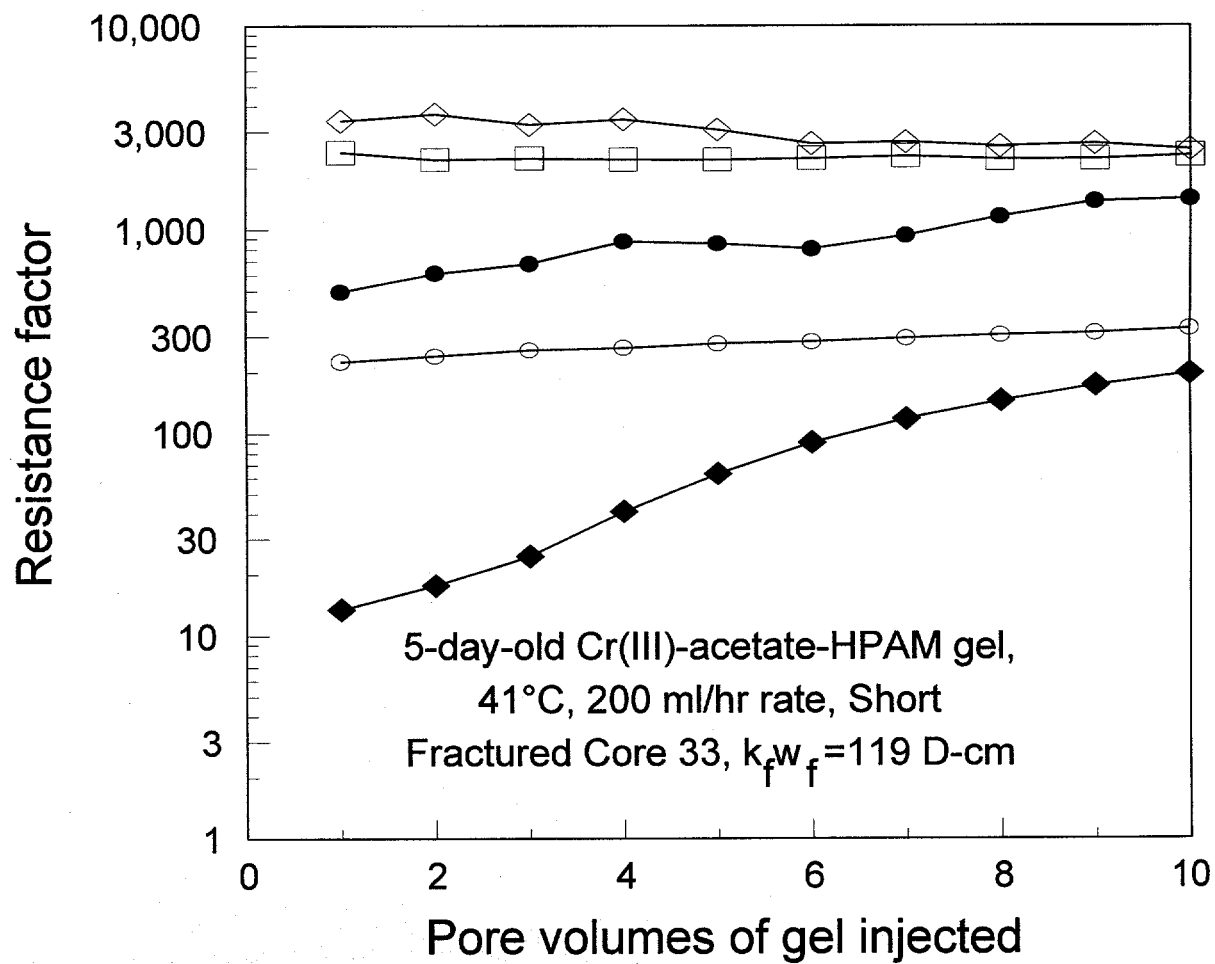 10,000
3,000
1,000
300
100
30
10
3
1
Resistance factor
5-day-old Cr(III)-acetate-HPAM gel,
41°C, 200 ml/hr rate, Short
Fractured Core 33, kfwf=119 D-cm
0 2 4 6 8 10
Pore volumes of gel injected